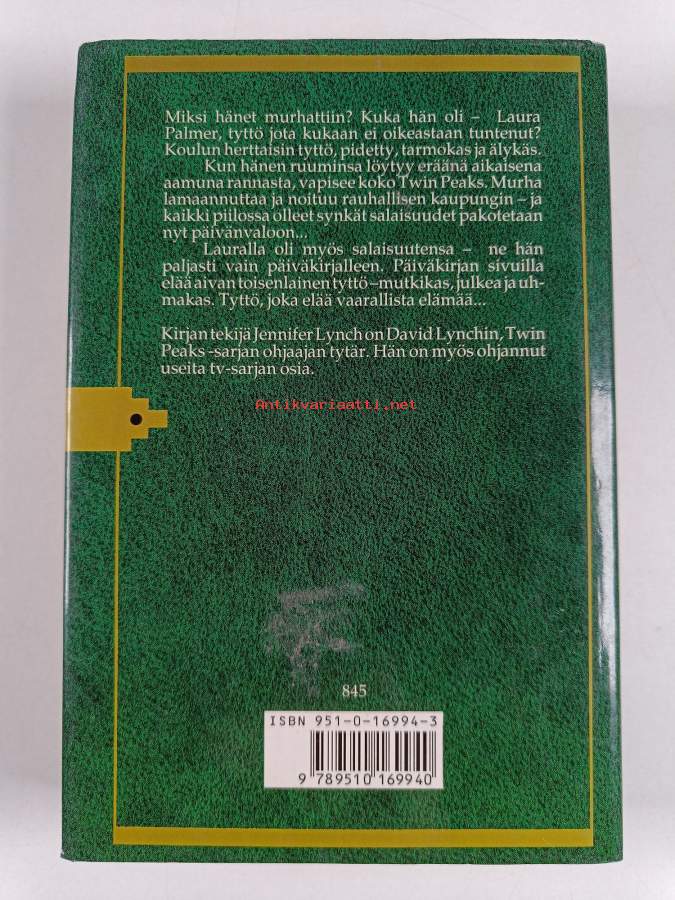 Miksi hänet murhattiin? Kuka hän oli – Laura
Palmer, tyttö jota kukaan ei oikeastaan tuntenut?
Koulun herttaisin tyttö, pidetty, tarmokas ja älykäs.
Kun hänen ruuminsa löytyy eräänä aikaisena
aamuna rannasta, vapisee koko Twin Peaks. Murha
lamaannuttaa ja noituu rauhallisen kaupungin – ja
kaikki piilossa olleet synkät salaisuudet pakotetaan
nyt päivänvaloon...
Lauralla oli myös salaisuutensa – ne hän
paljasti vain päiväkirjalleen. Päiväkirjan sivuilla
elää aivan toisenlainen tyttö – mutkikas, julkea ja uh-
makas. Tyttö, joka elää vaarallista elämää...
Kirjan tekijä Jennifer Lynch on David Lynchin, Twin
Peaks -sarjan ohjaajan tytär. Hän on myös ohjannut
useita tv-sarjan osia.
Antikvariaatti.net
845
ISBN 951-0-16994-3
9 789510 169940